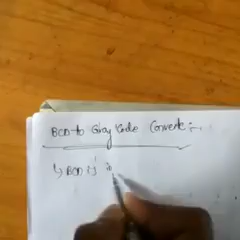 BCD to Gray Code Converter :-
↳ BCD is